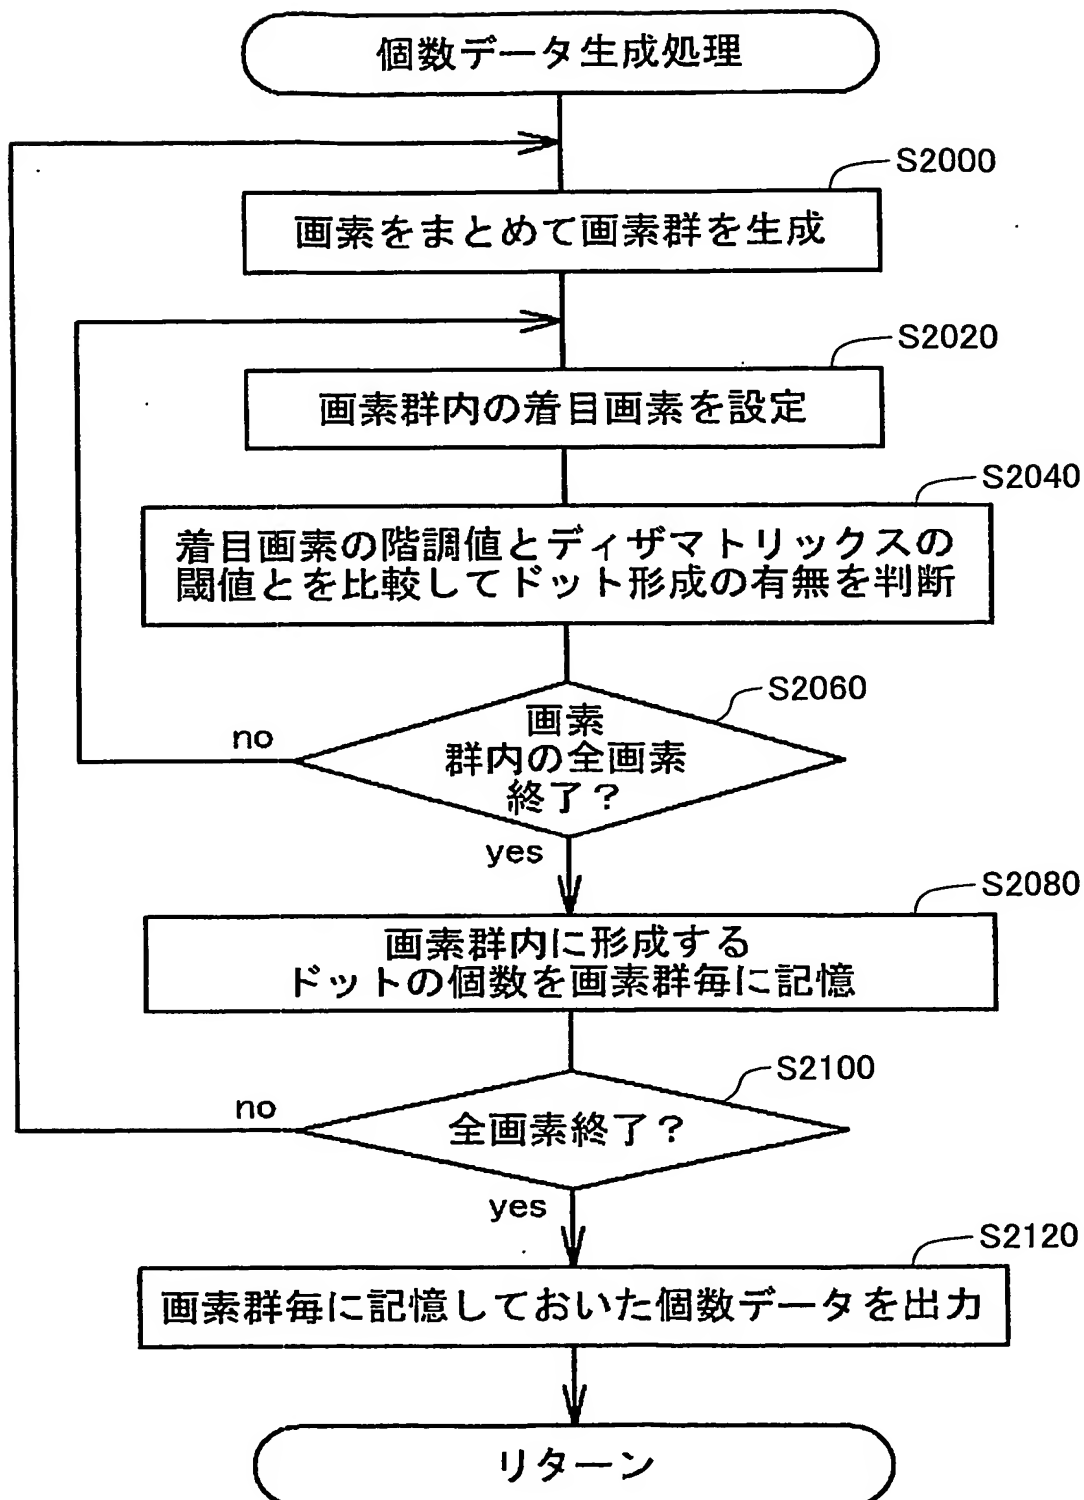 個数データ生成処理
S2000
画素をまとめて画素群を生成
S2020
画素群内の着目画素を設定
S2040
着目画素の階調値とディザマトリックスの
閾値とを比較してドット形成の有無を判断
S2060
画素
群内の全画素
終了？
no
yes
S2080
画素群内に形成する
ドットの個数を画素群毎に記憶
S2100
全画素終了？
no
yes
S2120
画素群毎に記憶しておいた個数データを出力
リターン